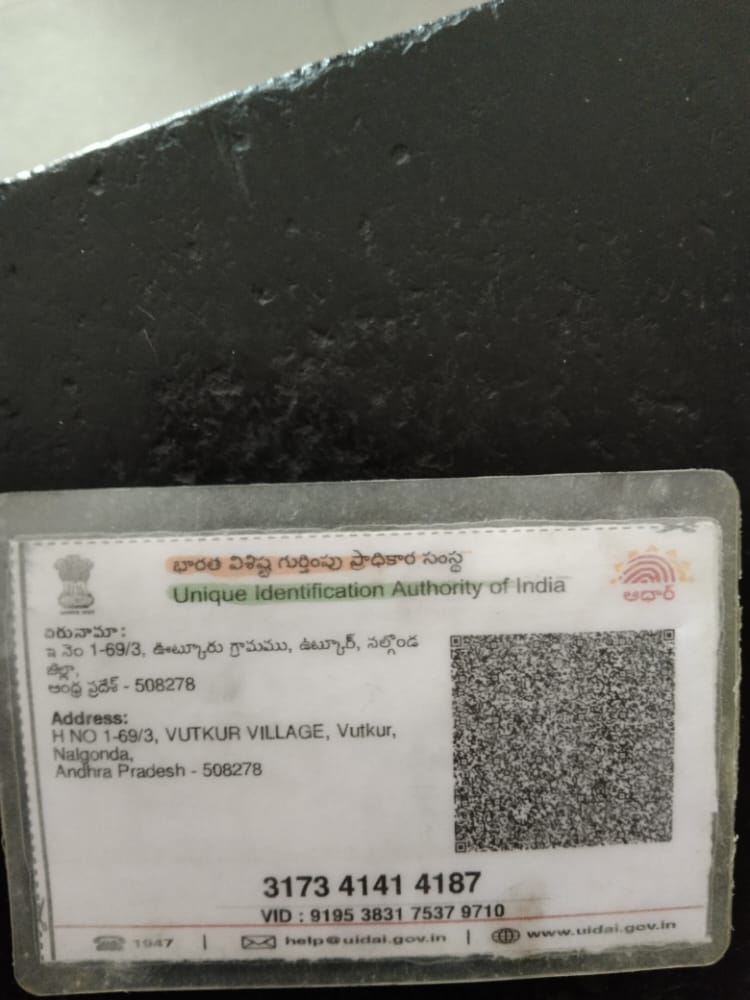 భారత విశిష్ట గుర్తింపు ప్రాధికార సంస్థ
Unique Identification Authority of India
ఆధార్
చిరునామా:
ఇ నెం 1-69/3, ఊట్కూరు గ్రామము, ఉట్కూర్, నల్గొండ
జిల్లా,
ఆంధ్ర ప్రదేశ్ - 508278
Address:
H NO 1-69/3, VUTKUR VILLAGE, Vutkur,
Nalgonda,
Andhra Pradesh - 508278
3173 4141 4187
VID : 9195 3831 7537 9710
1947 | help@uidai.gov.in | www.uidai.gov.in